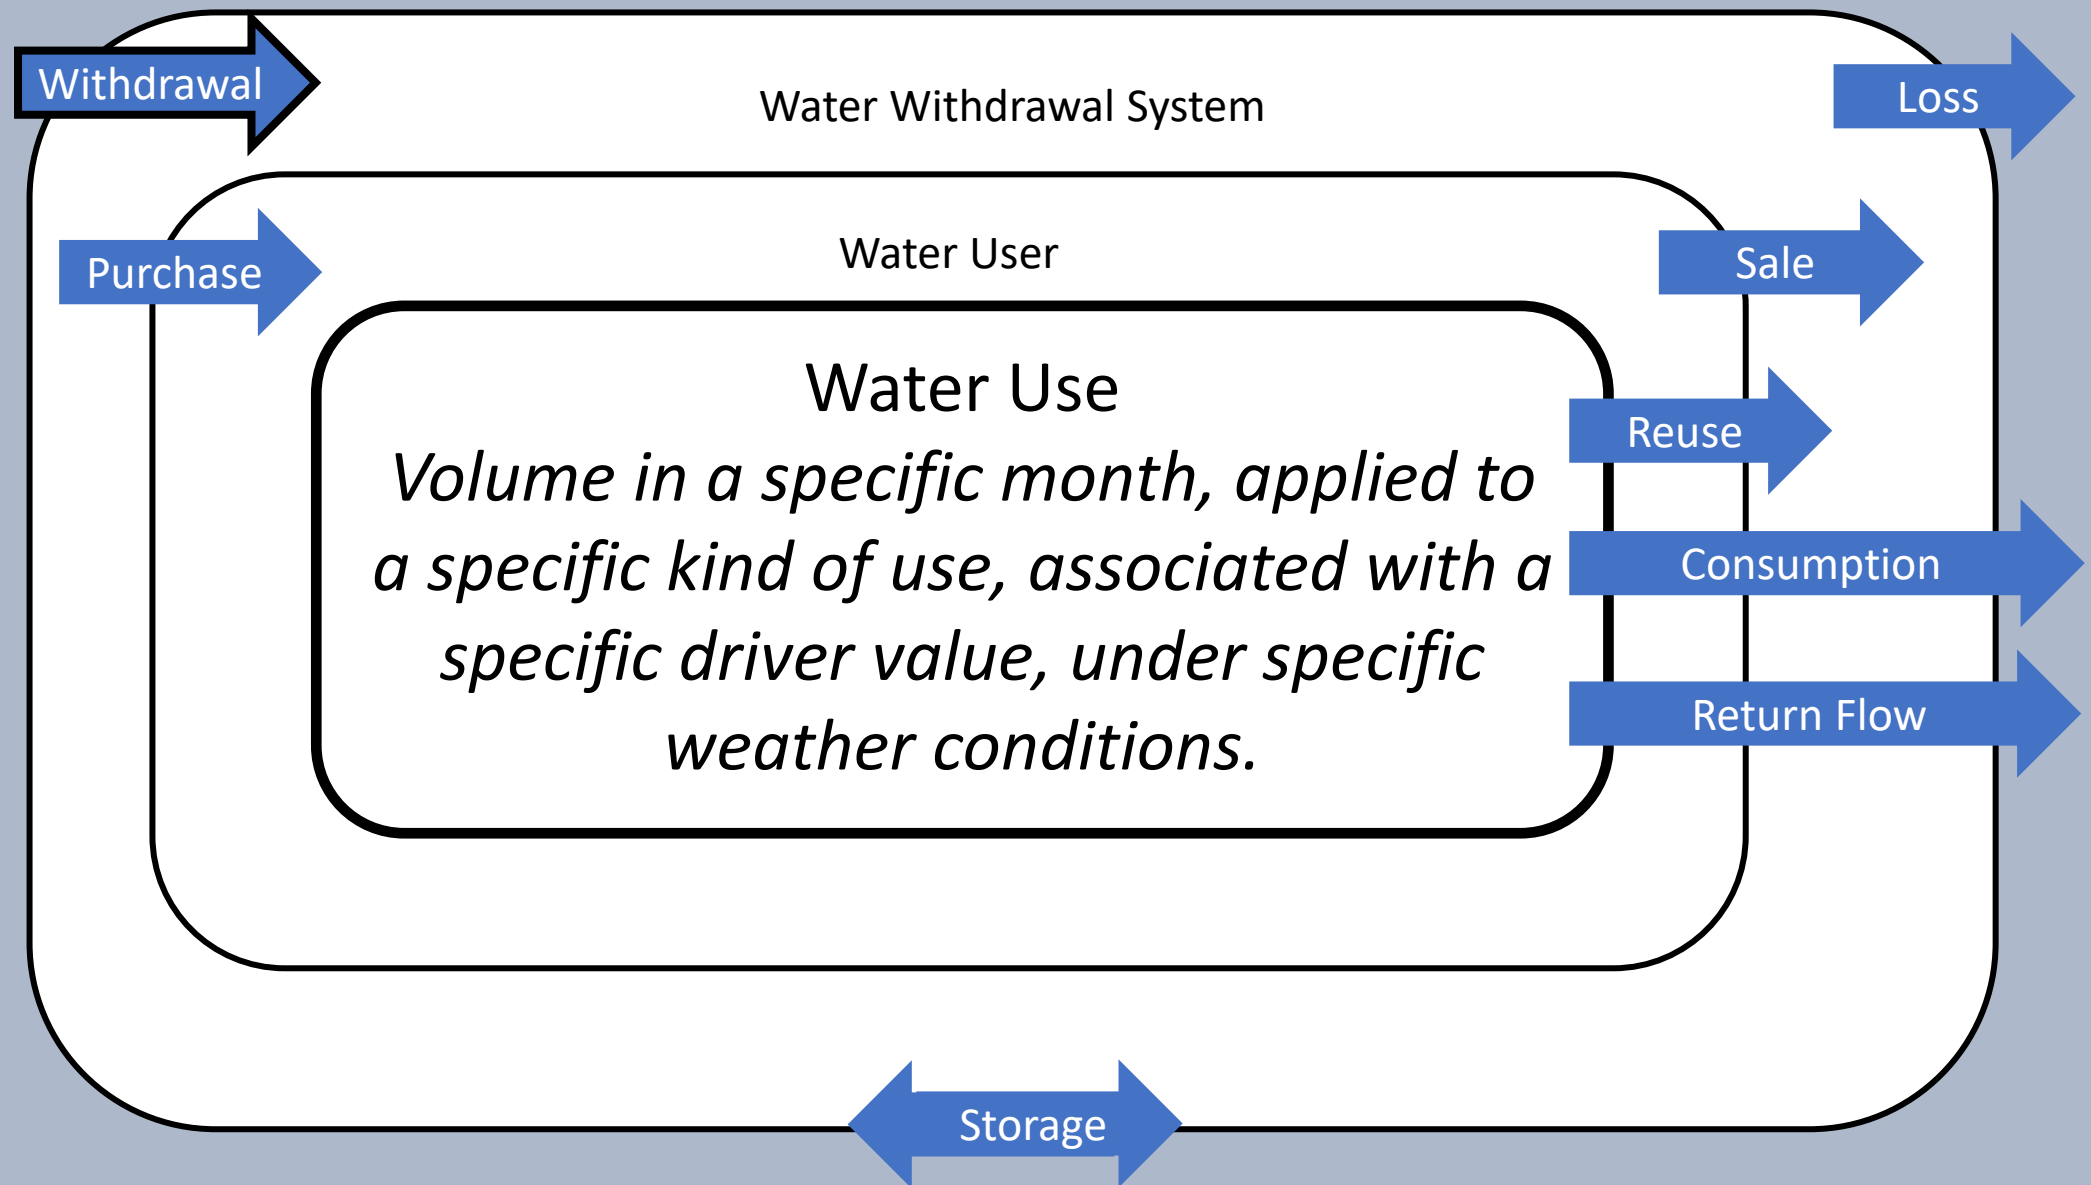 Withdrawal
Water Withdrawal System
Loss
Purchase
Water User
Sale
Water Use
Volume in a specific month, applied to
a specific kind of use, associated with a
specific driver value, under specific
weather conditions.
Reuse
Consumption
Return Flow
Storage